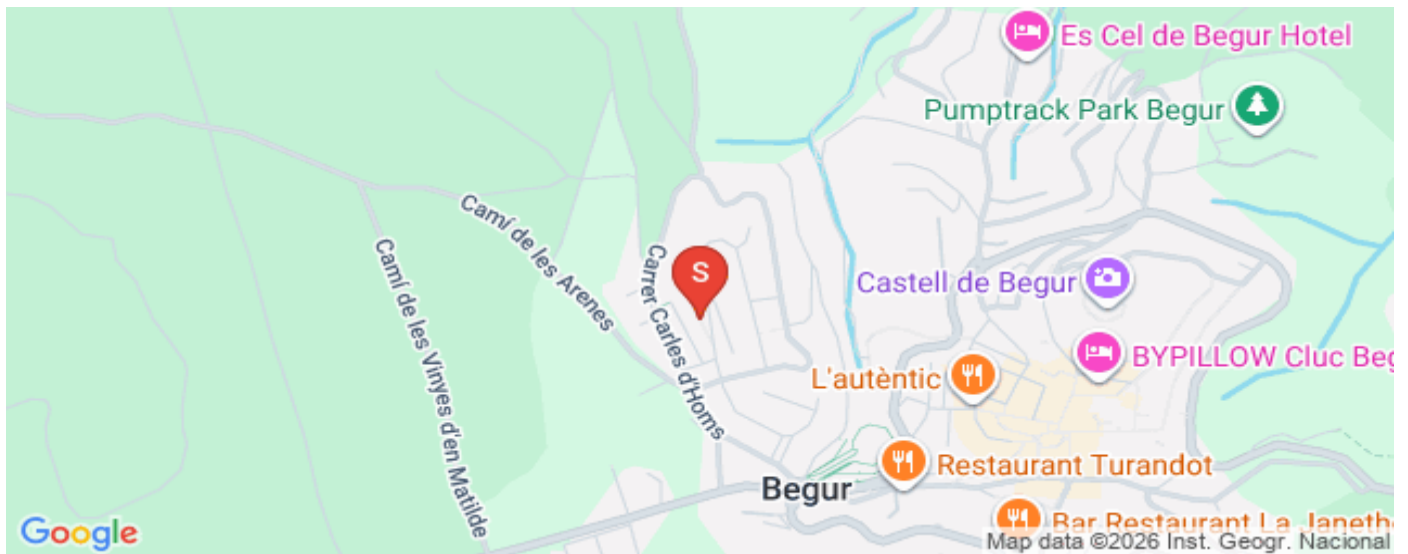 Es Cel de Begur Hotel
Pumptrack Park Begur
Camí de les Arenes
Camí de les Vinyes d'en Matilde
Carrer Carles d'Homs
S
Castell de Begur
BYPILLOW Cluc Beg
L'autèntic
Restaurant Turandot
Begur
Bar Restaurant La Janeth
Google
Map data ©2026 Inst. Geogr. Nacional